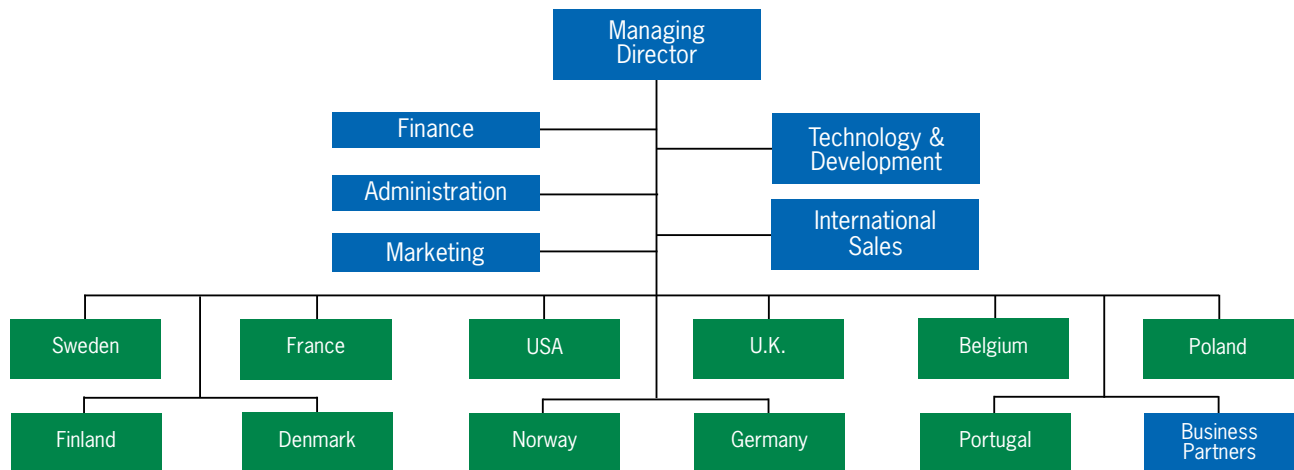 Managing
Director
Finance
Technology &
Development
Administration
International
Sales
Marketing
Sweden
France
USA
U.K.
Belgium
Poland
Finland
Denmark
Norway
Germany
Portugal
Business
Partners